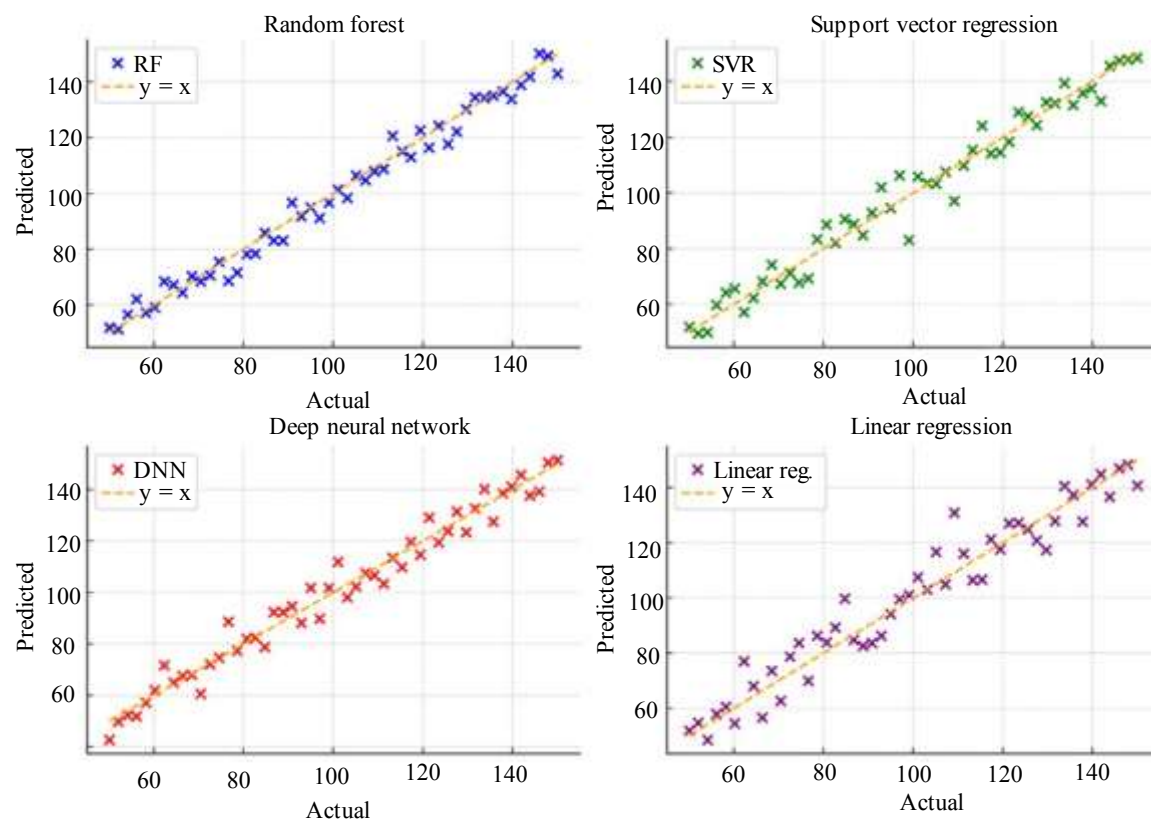 Random forest
RF
y = x
140
120
100
80
60
Predicted
60 80 100 120 140
Actual
Support vector regression
SVR
y = x
140
120
100
80
60
Predicted
60 80 100 120 140
Actual
Deep neural network
DNN
y = x
140
120
100
80
60
Predicted
60 80 100 120 140
Actual
Linear regression
Linear reg.
y = x
140
120
100
80
60
Predicted
60 80 100 120 140
Actual